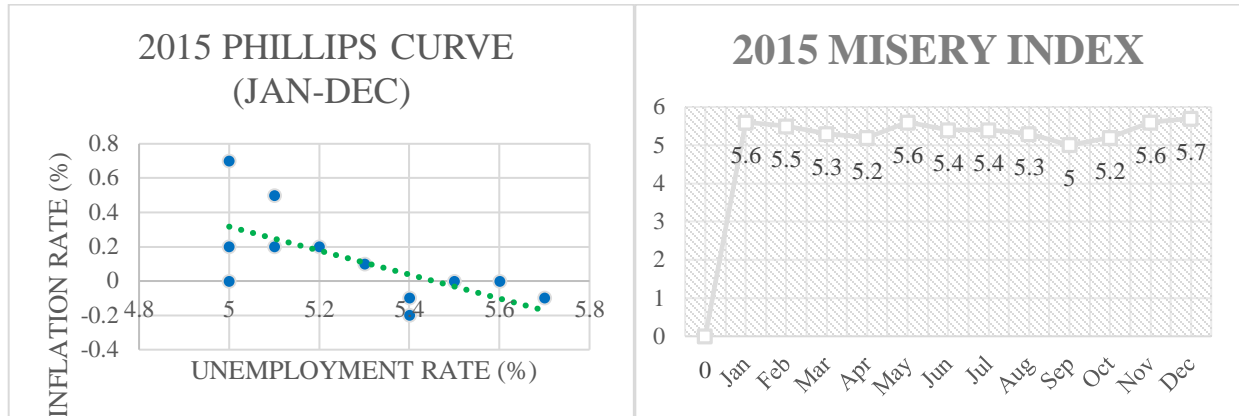 2015 PHILLIPS CURVE
(JAN-DEC)
INFLATION RATE (%)
0.8
0.6
0.4
0.2
0
-0.2
-0.4
4.8
5
5.2
5.4
5.6
5.8
UNEMPLOYMENT RATE (%)
2015 MISERY INDEX
6
5
4
3
2
1
0
5.6
5.5
5.3
5.2
5.6
5.4
5.4
5.3
5
5.2
5.6
5.7
0
Jan
Feb
Mar
Apr
May
Jun
Jul
Aug
Sep
Oct
Nov
Dec